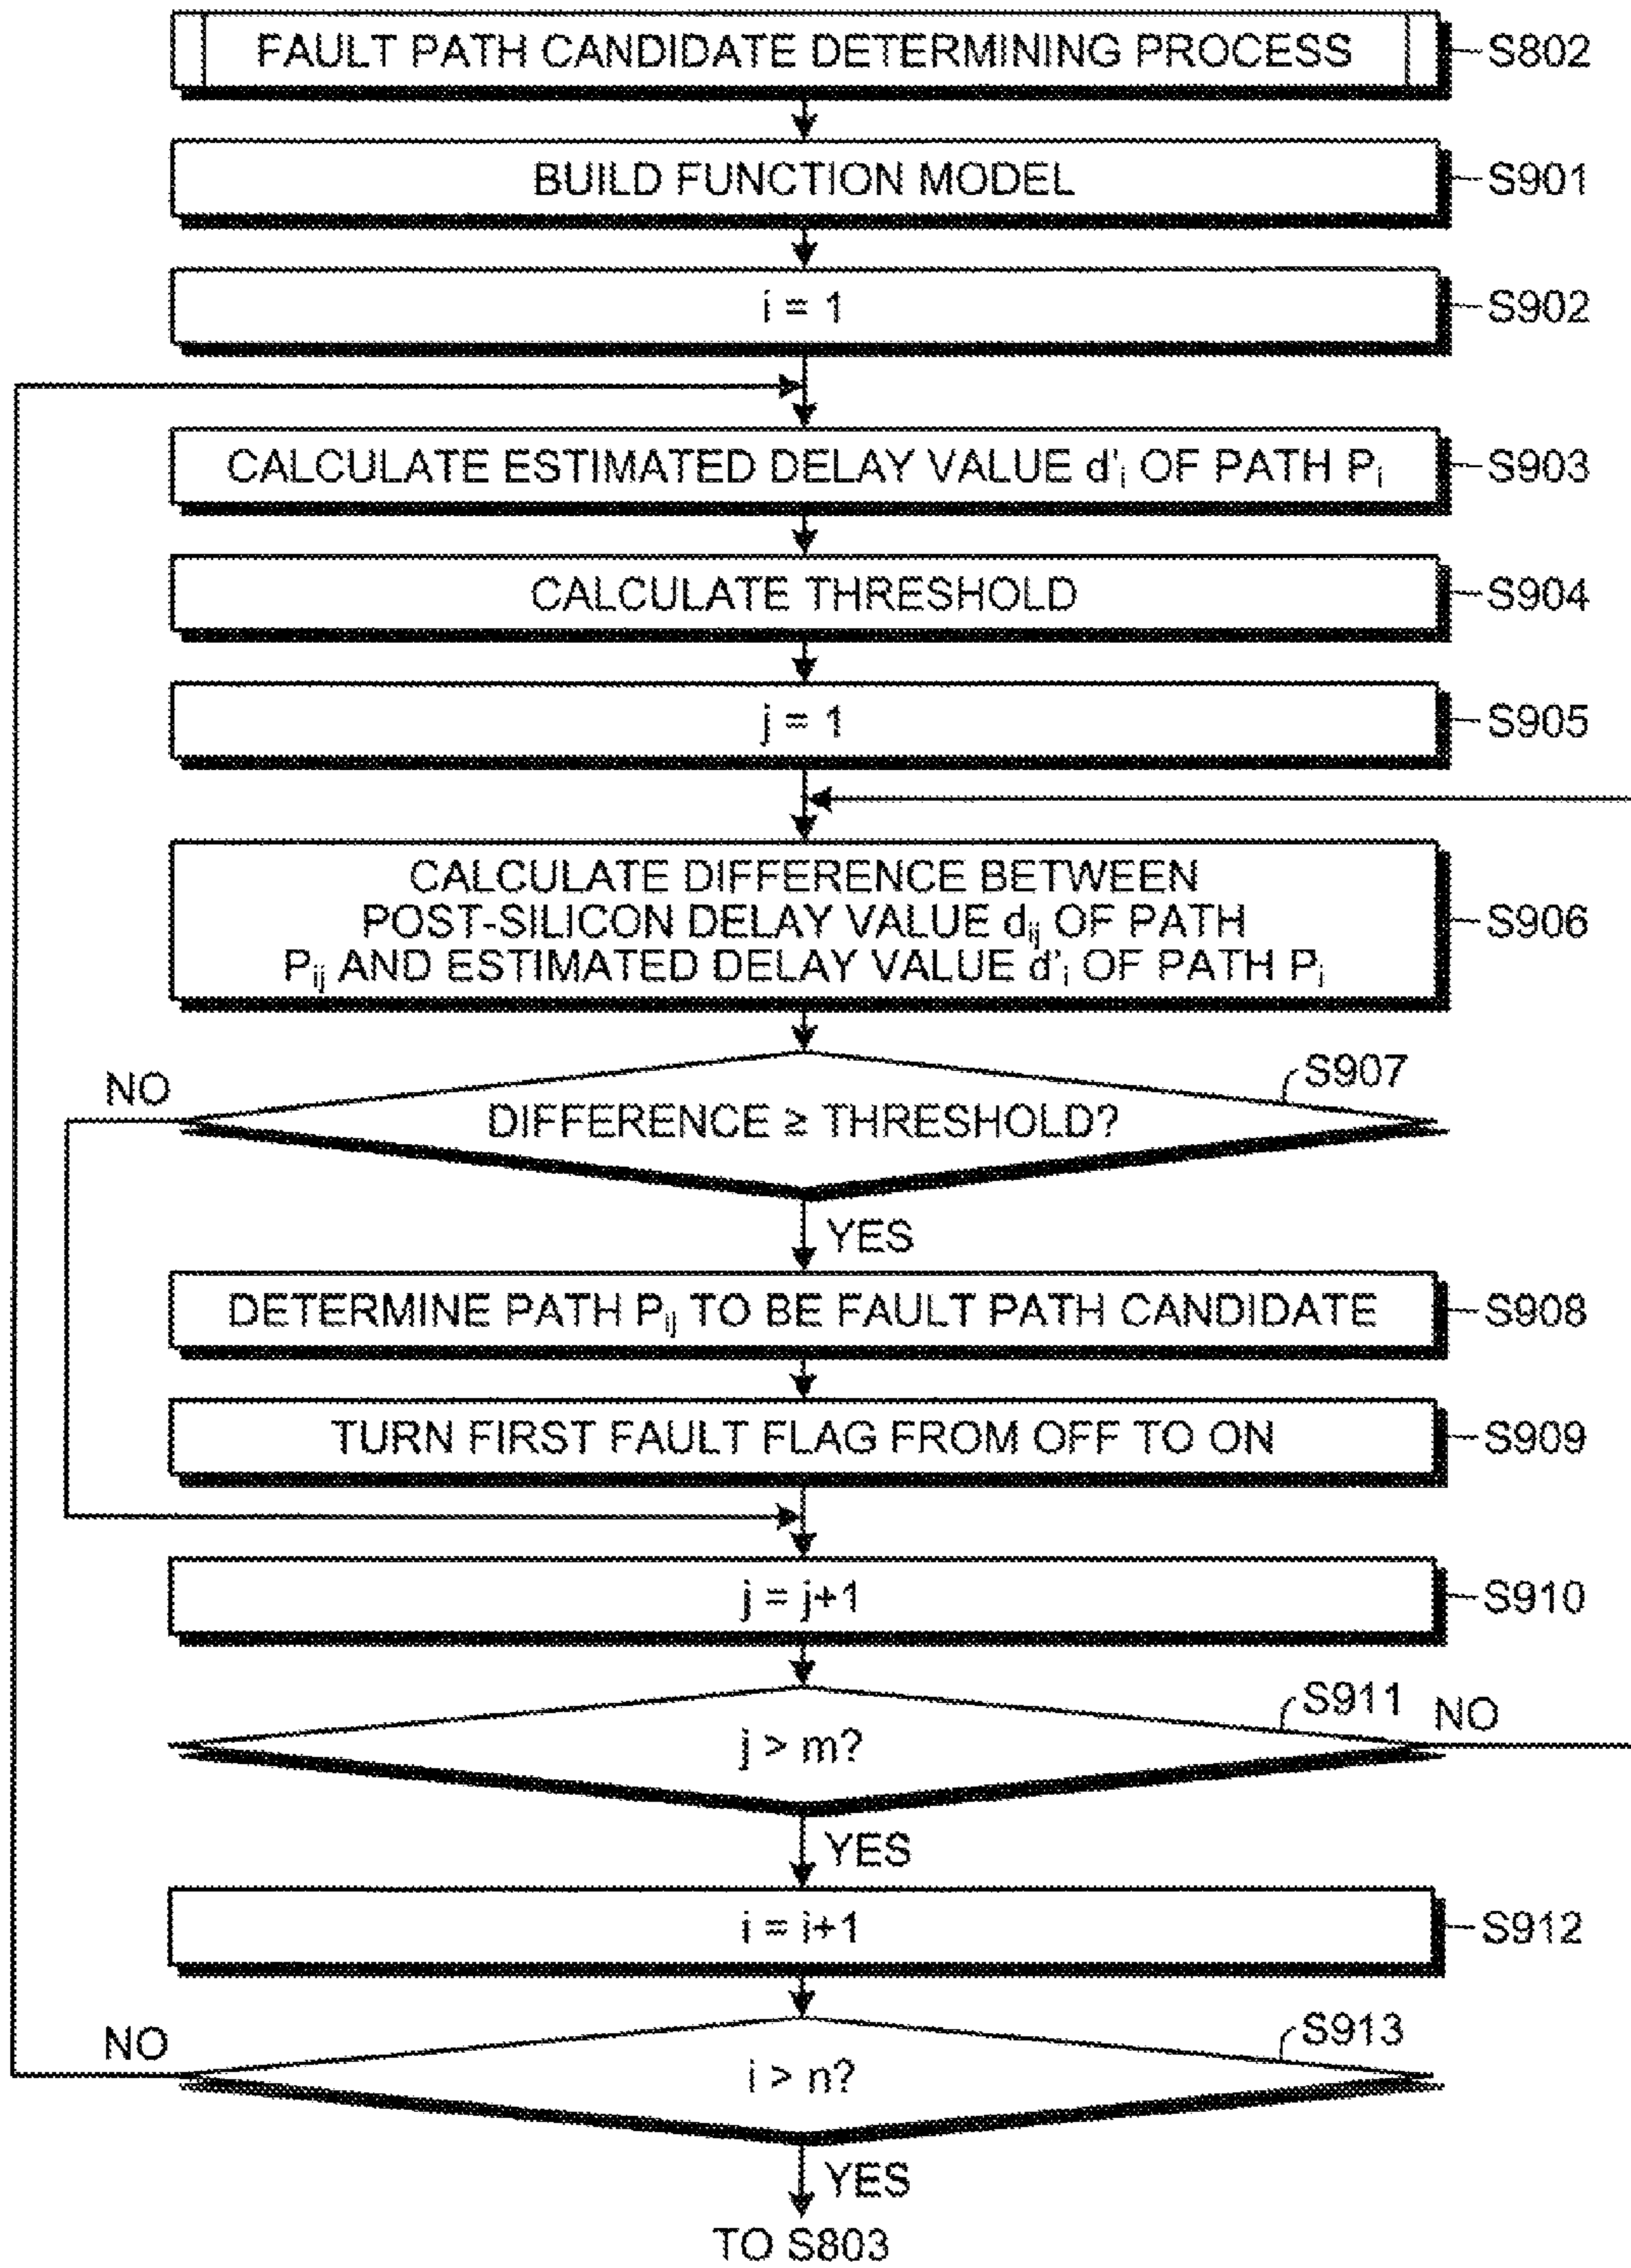 FAULT PATH CANDIDATE DETERMINING PROCESS
S802
BUILD FUNCTION MODEL
S901
i = 1
S902
CALCULATE ESTIMATED DELAY VALUE d'i OF PATH Pi
S903
CALCULATE THRESHOLD
S904
j = 1
S905
CALCULATE DIFFERENCE BETWEEN
POST-SILICON DELAY VALUE dij OF PATH
Pij AND ESTIMATED DELAY VALUE d'i OF PATH Pi
S906
NO
S907
DIFFERENCE ≥ THRESHOLD?
YES
DETERMINE PATH Pij TO BE FAULT PATH CANDIDATE
S908
TURN FIRST FAULT FLAG FROM OFF TO ON
S909
j = j+1
S910
S911
NO
j > m?
YES
i = i+1
S912
NO
S913
i > n?
YES
TO S803